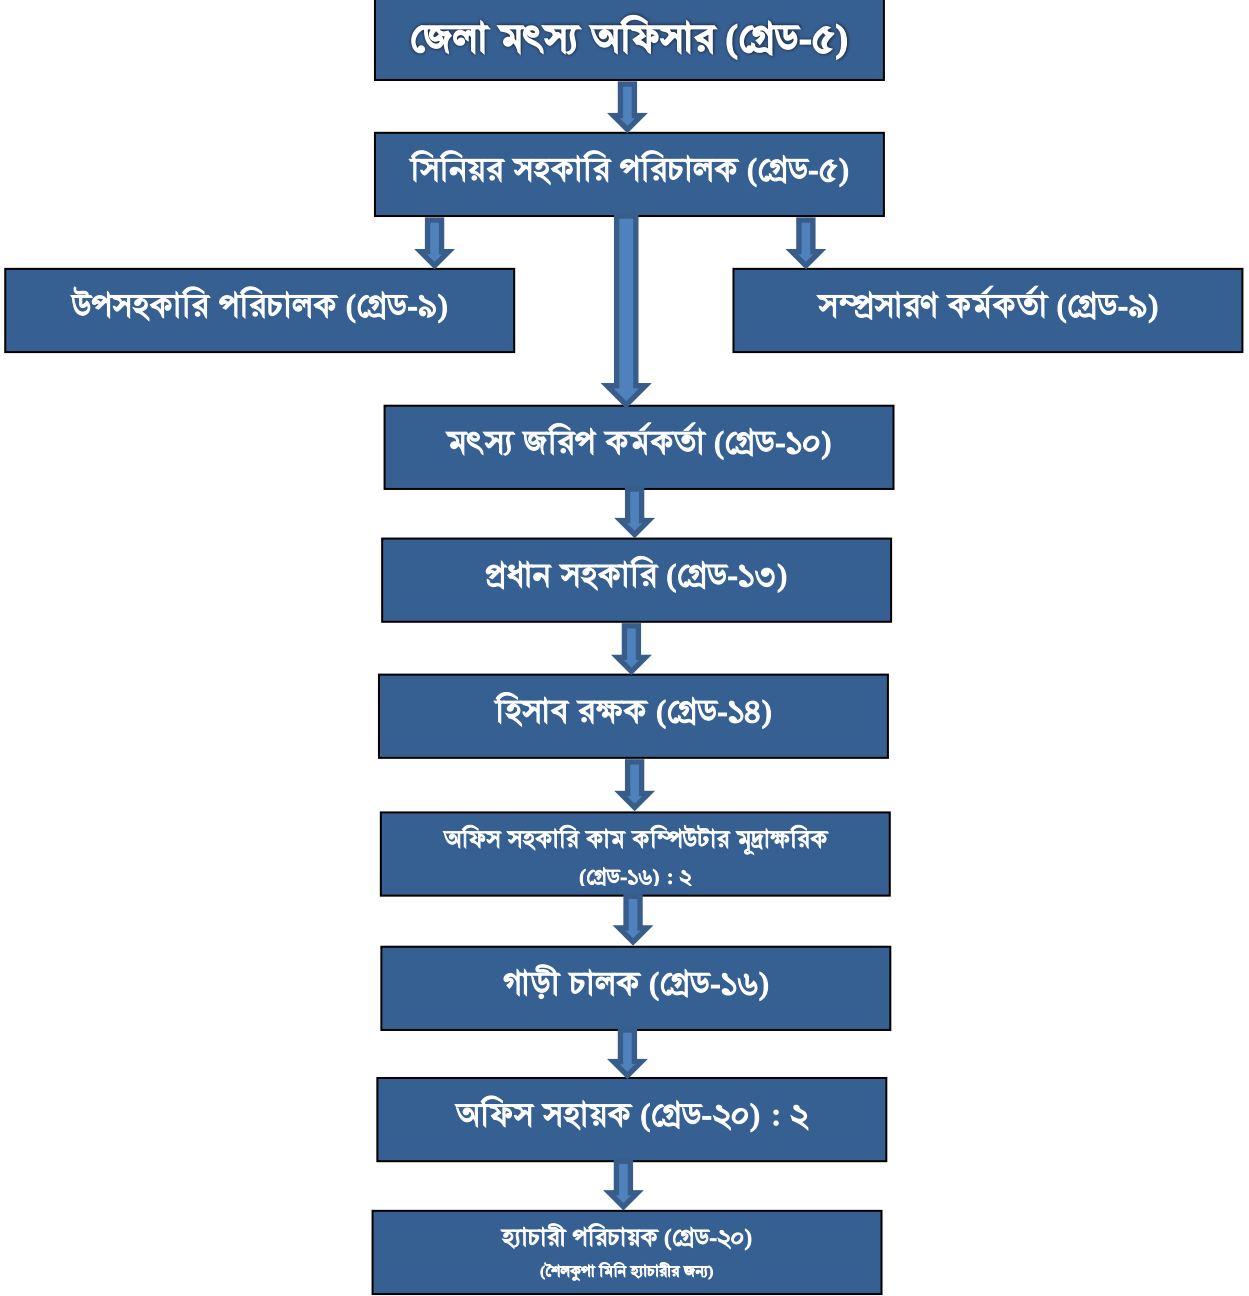 জেলা মৎস্য অফিসার (গ্রেড-৫)
সিনিয়র সহকারি পরিচালক (গ্রেড-৫)
উপসহকারি পরিচালক (গ্রেড-৯)
সম্প্রসারণ কর্মকর্তা (গ্রেড-৯)
মৎস্য জরিপ কর্মকর্তা (গ্রেড-১০)
প্রধান সহকারি (গ্রেড-১৩)
হিসাব রক্ষক (গ্রেড-১৪)
অফিস সহকারি কাম কম্পিউটার মূদ্রাক্ষরিক
(গ্রেড-১৬) : ২
গাড়ী চালক (গ্রেড-১৬)
অফিস সহায়ক (গ্রেড-২০) : ২
হ্যাচারী পরিচায়ক (গ্রেড-২০)
(শৈলকুপা মিনি হ্যাচারীর জন্য)